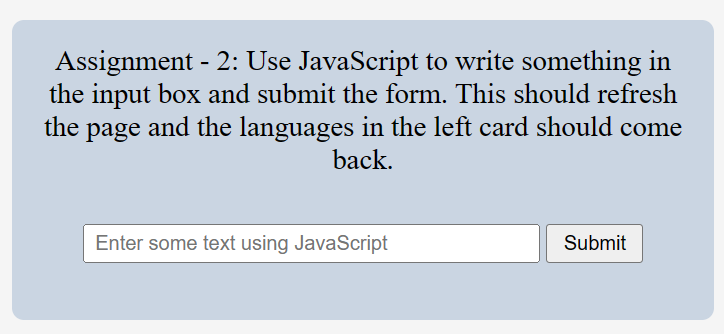 Assignment - 2: Use JavaScript to write something in
the input box and submit the form. This should refresh
the page and the languages in the left card should come
back.
Enter some text using JavaScript Submit